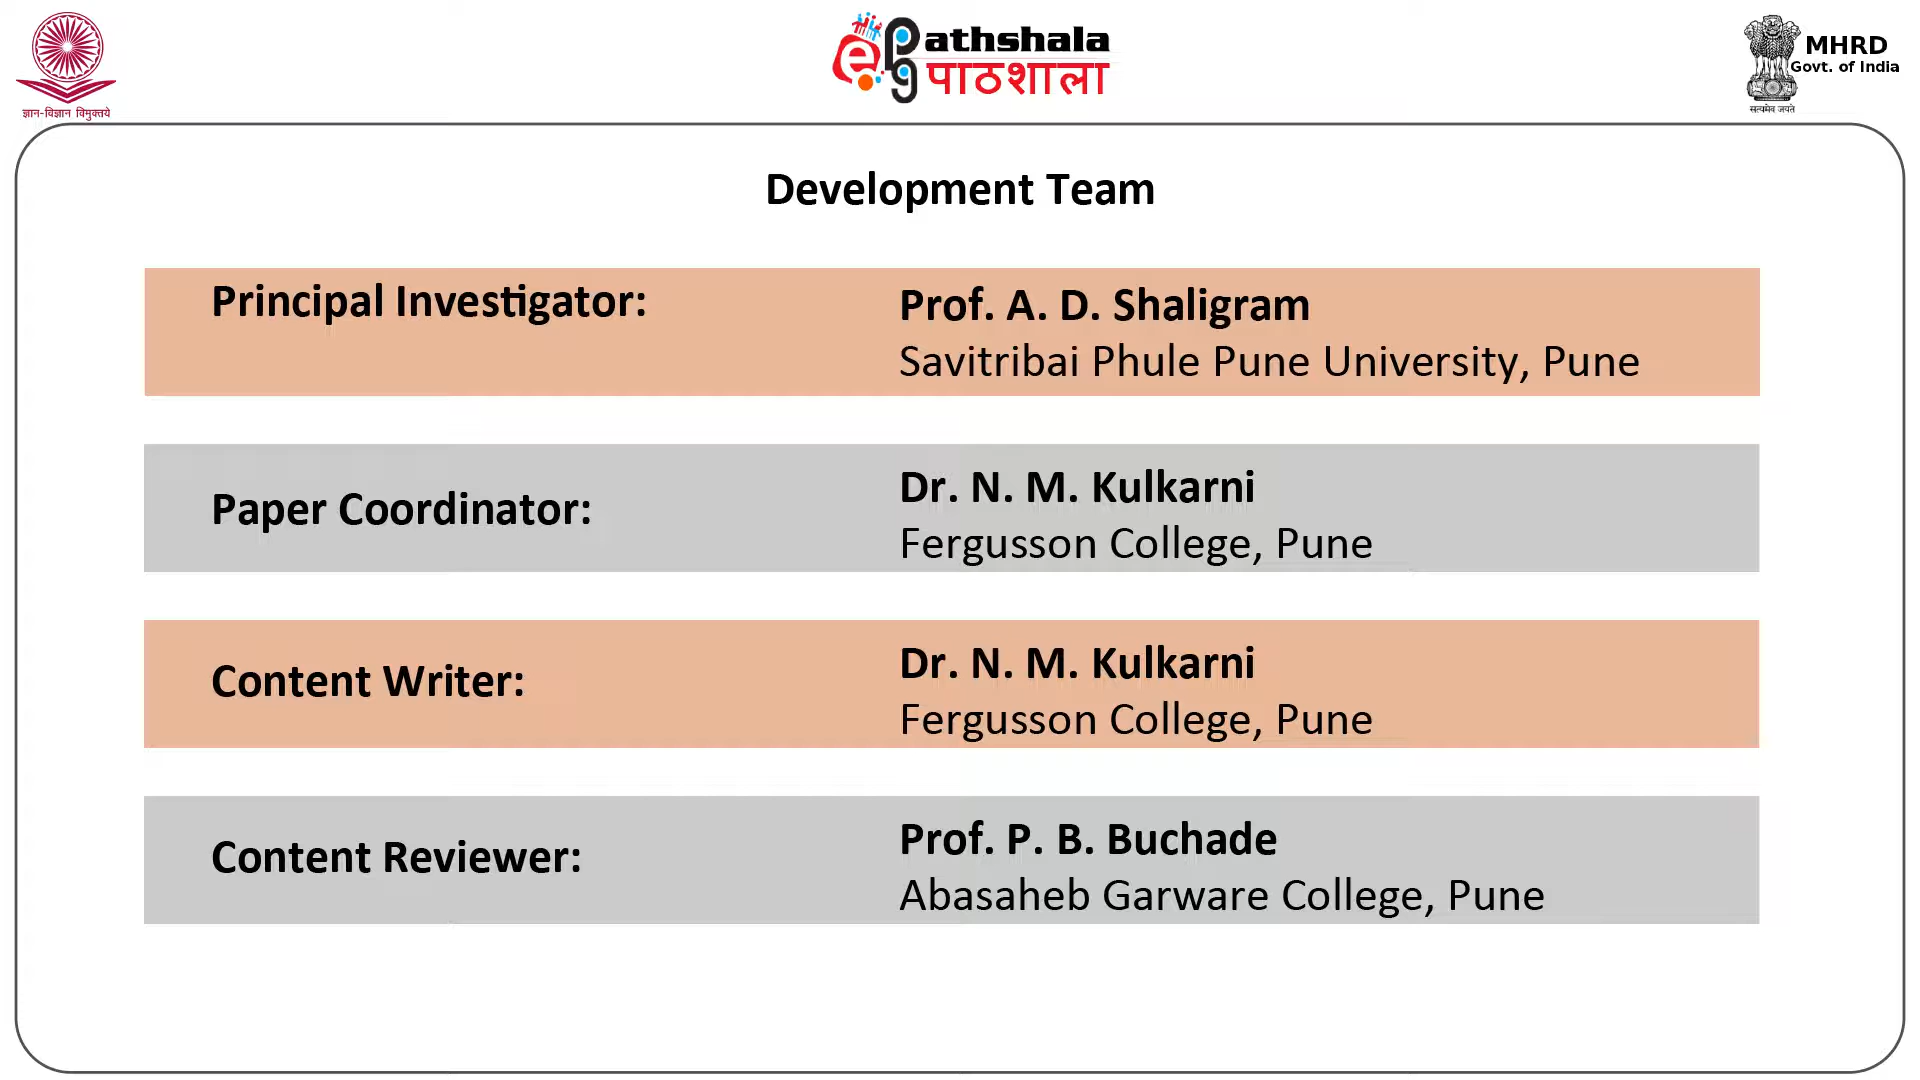 ज्ञान-विज्ञान विमुक्तये
e PG Pathshala
पाठशाला
MHRD
Govt. of India
सत्यमेव जयते
Development Team
Principal Investigator:
Prof. A. D. Shaligram
Savitribai Phule Pune University, Pune
Paper Coordinator:
Dr. N. M. Kulkarni
Fergusson College, Pune
Content Writer:
Dr. N. M. Kulkarni
Fergusson College, Pune
Content Reviewer:
Prof. P. B. Buchade
Abasaheb Garware College, Pune